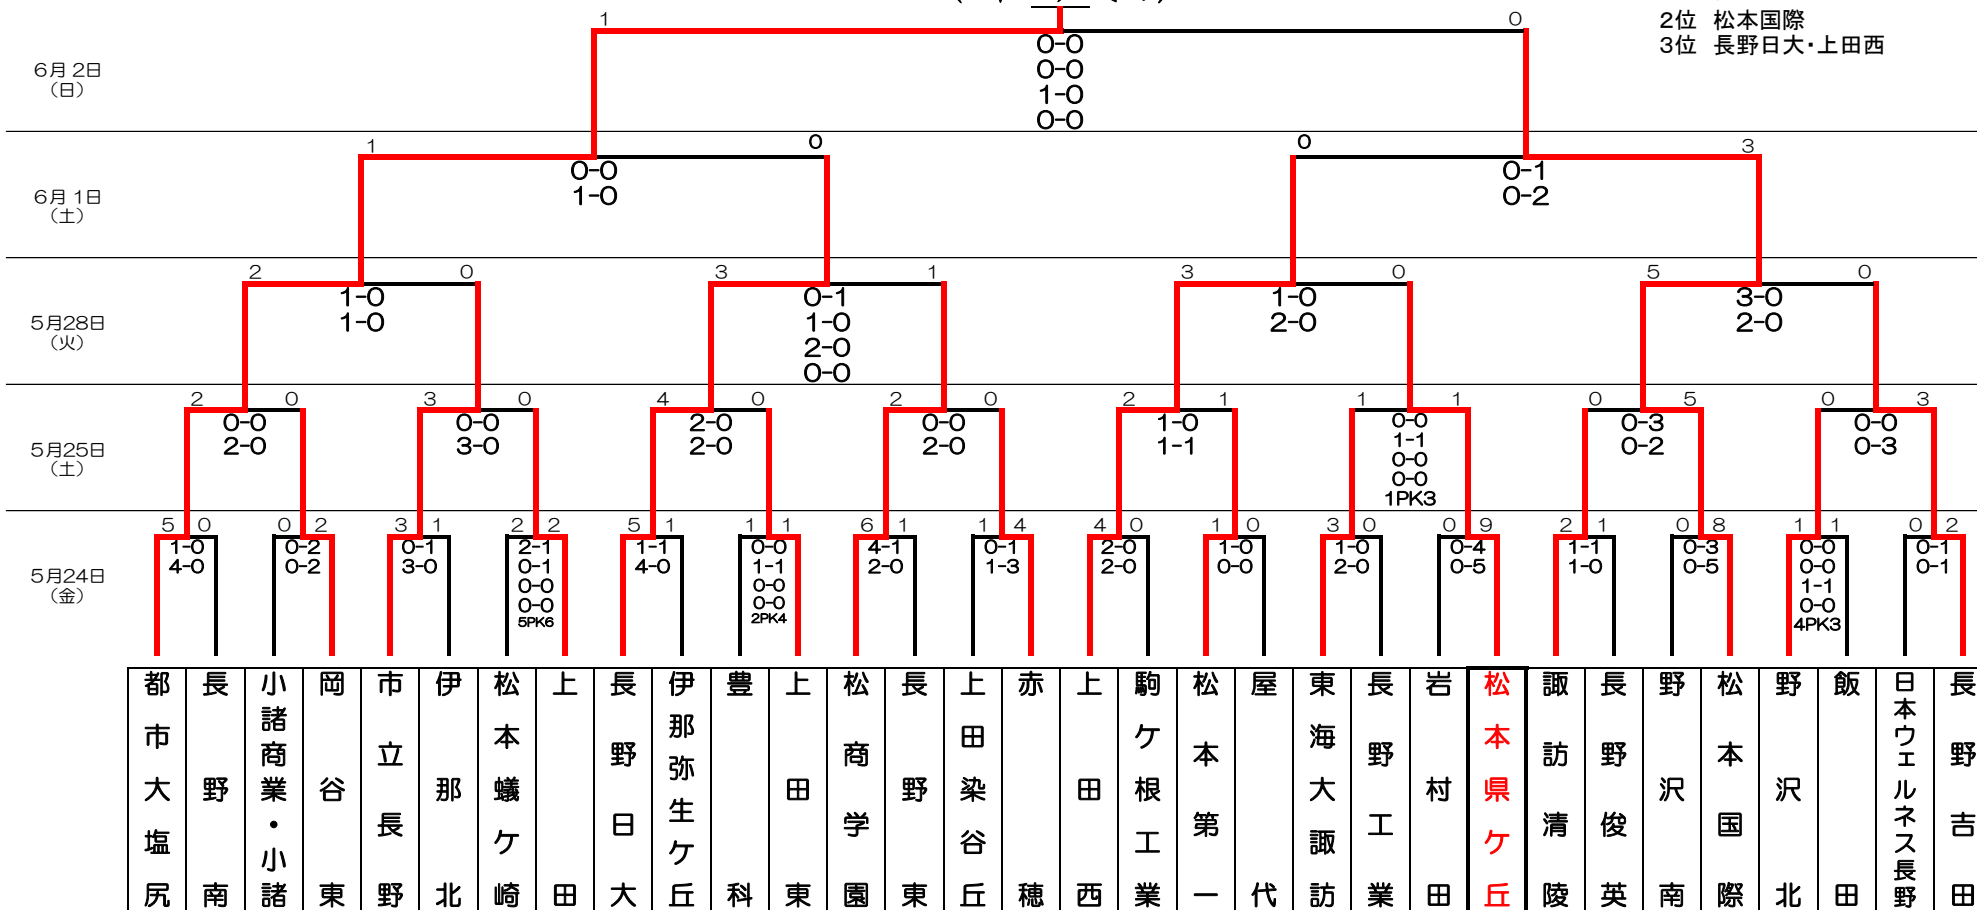 2位 松本国際
3位 長野日大・上田西
1 0
0-0
0-0
1-0
0-0
6月2日
(日)
1 0 0 3
0-0 0-1
1-0 0-2
6月1日
(土)
2 0 3 1 3 0 5 0
1-0 0-1 1-0 3-0
1-0 1-0 2-0 2-0
2-0
0-0
5月28日
(火)
2 0 3 0 4 0 2 0 2 1 1 1 0 5 0 3
0-0 0-0 2-0 0-0 1-0 0-0 0-3 0-0
2-0 3-0 2-0 2-0 1-1 1-1 0-2 0-3
0-0
0-0
1PK3
5月25日
(土)
5 0 0 2 3 1 2 2 5 1 1 1 6 1 1 4 4 0 1 0 3 0 0 9 2 1 0 8 1 1 0 2
1-0 0-2 0-1 2-1 1-1 0-0 4-1 0-1 2-0 1-0 1-0 0-4 1-1 0-3 0-0 0-1
4-0 0-2 3-0 0-1 4-0 1-1 2-0 1-3 2-0 0-0 2-0 0-5 1-0 0-5 0-0 0-1
0-0 0-0 1-1
0-0 0-0 0-0
5PK6 2PK4 4PK3
5月24日
(金)
都市大塩尻
長野南
小諸商業・小諸
岡谷東
市立長野
伊那北
松本蟻ケ崎
上田
長野日大
伊那弥生ケ丘
豊科
上田東
松商学園
長野東
上田染谷丘
赤穂
上田西
駒ケ根工業
松本第一
屋代
東海大諏訪
長野工業
岩村田
松本県ケ丘
諏訪清陵
長野俊英
野沢南
松本国際
野沢北
飯田
日本ウェルネス長野
長野吉田